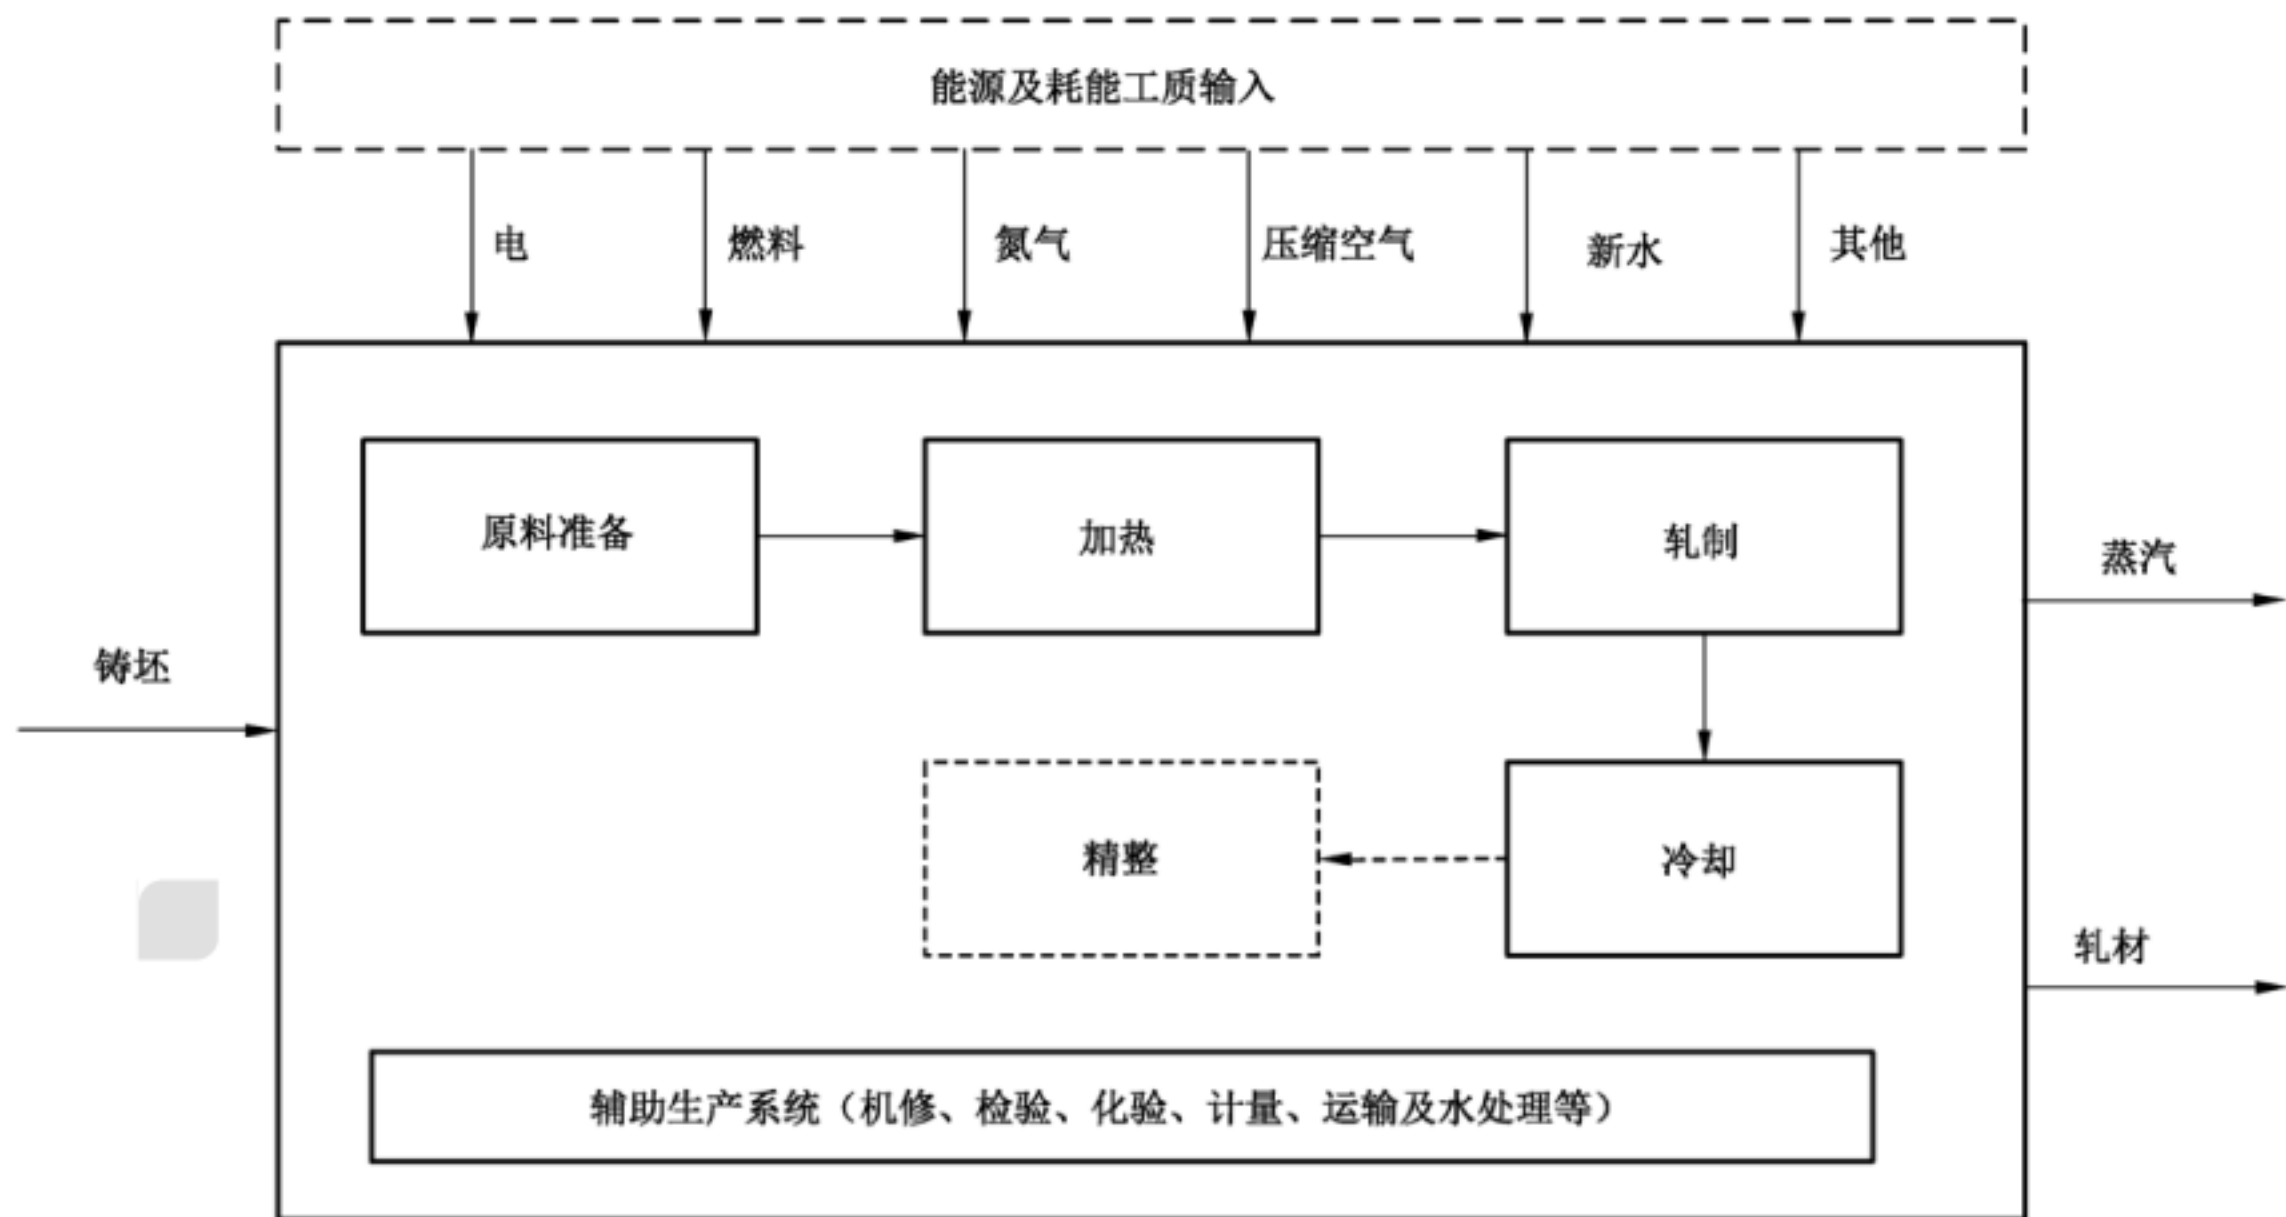 能源及耗能工质输入
电
燃料
氮气
压缩空气
新水
其他
原料准备
加热
轧制
蒸汽
铸坯
精整
冷却
轧材
辅助生产系统（机修、检验、化验、计量、运输及水处理等）